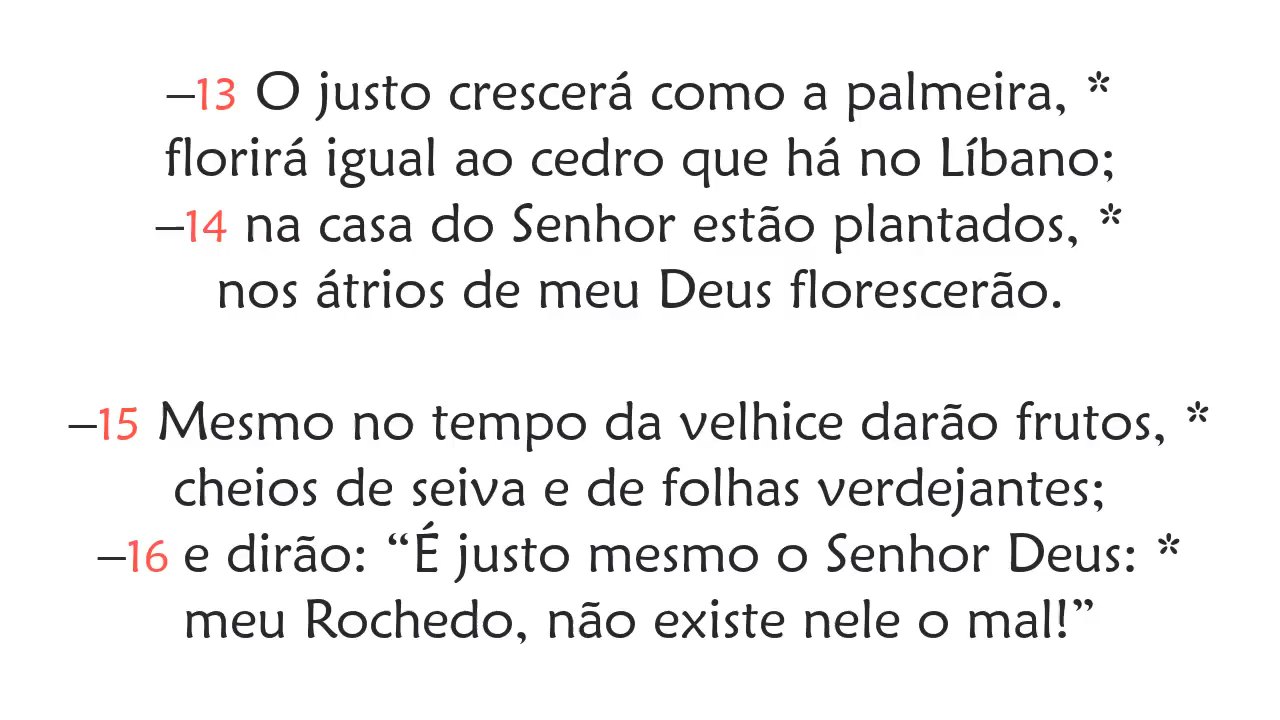 –13 O justo crescerá como a palmeira, *
florirá igual ao cedro que há no Líbano;
–14 na casa do Senhor estão plantados, *
nos átrios de meu Deus florescerão.
–15 Mesmo no tempo da velhice darão frutos, *
cheios de seiva e de folhas verdejantes;
–16 e dirão: “É justo mesmo o Senhor Deus: *
meu Rochedo, não existe nele o mal!”